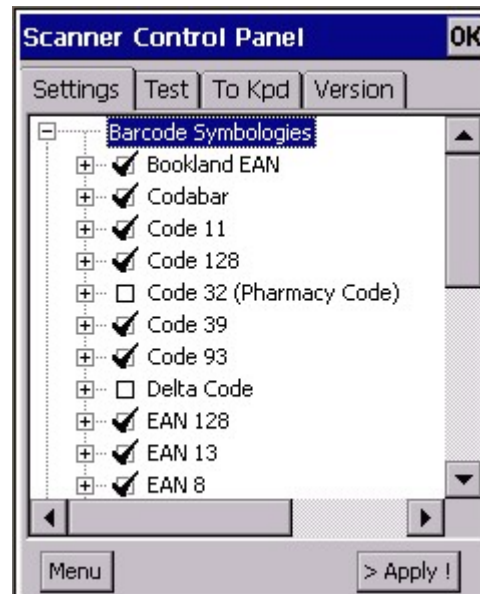 Scanner Control Panel OK
Settings Test To Kpd Version
Barcode Symbologies
Bookland EAN
Codabar
Code 11
Code 128
Code 32 (Pharmacy Code)
Code 39
Code 93
Delta Code
EAN 128
EAN 13
EAN 8
Menu > Apply !